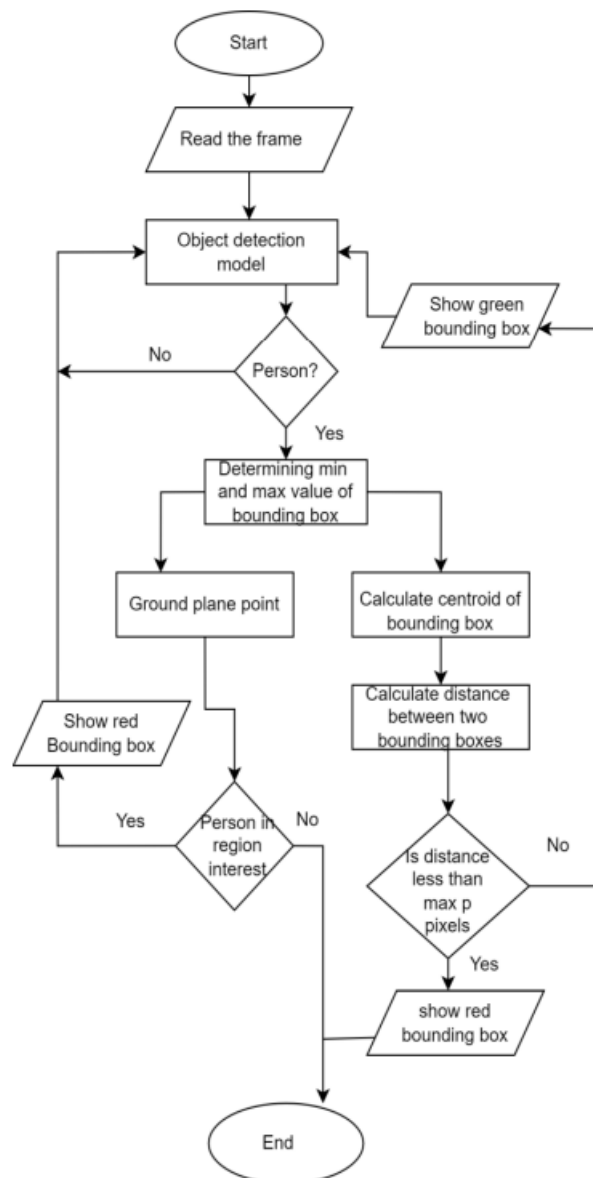 Start
Read the frame
Object detection
model
Show green
bounding box
No
Person?
Yes
Determining min
and max value of
bounding box
Ground plane point
Calculate centroid of
bounding box
Show red
Bounding box
Calculate distance
between two
bounding boxes
Yes
Person in
region
interest
No
Is distance
less than
max p
pixels
No
Yes
show red
bounding box
End